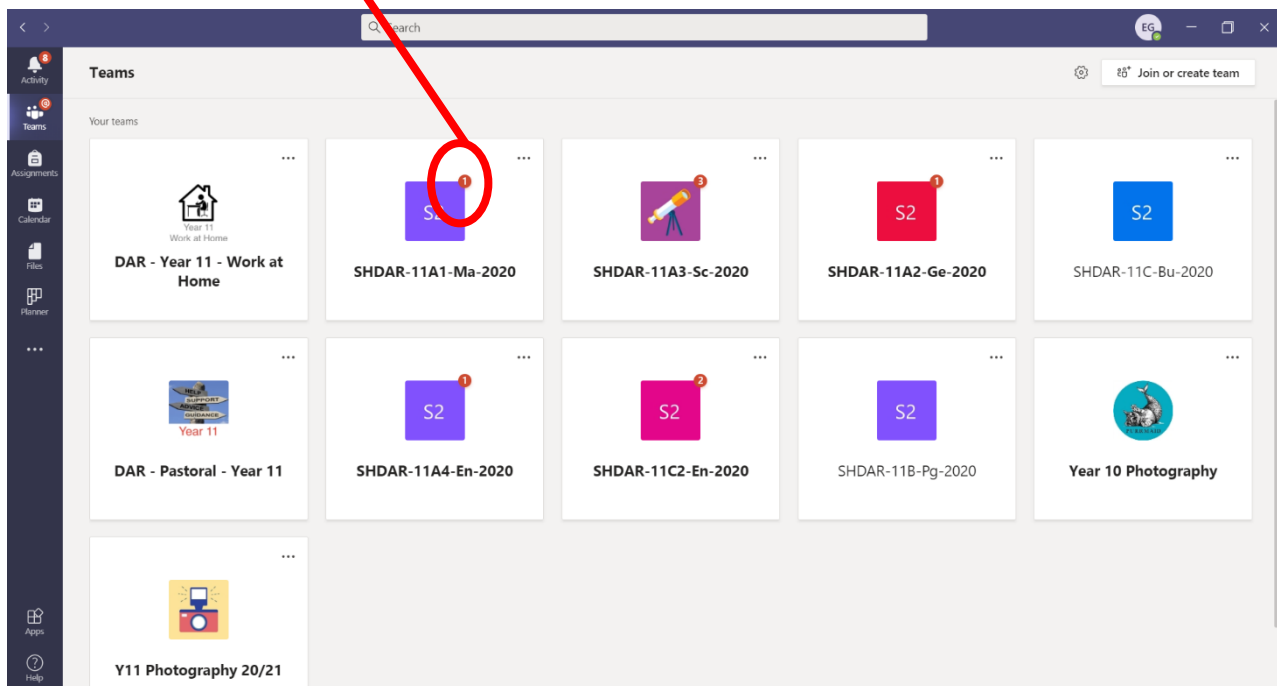 Search
EG
8
Activity
Teams
Join or create team
@
Teams
Your teams
Assignments
Calendar
Files
Planner
Year 11
Work at Home
DAR - Year 11 - Work at
Home
1
S2
SHDAR-11A1-Ma-2020
3
SHDAR-11A3-Sc-2020
1
S2
SHDAR-11A2-Ge-2020
S2
SHDAR-11C-Bu-2020
HELP
SUPPORT
ADVICE
GUIDANCE
Year 11
DAR - Pastoral - Year 11
1
S2
SHDAR-11A4-En-2020
2
S2
SHDAR-11C2-En-2020
S2
SHDAR-11B-Pg-2020
PURRMAID
Year 10 Photography
Y11 Photography 20/21
Apps
Help